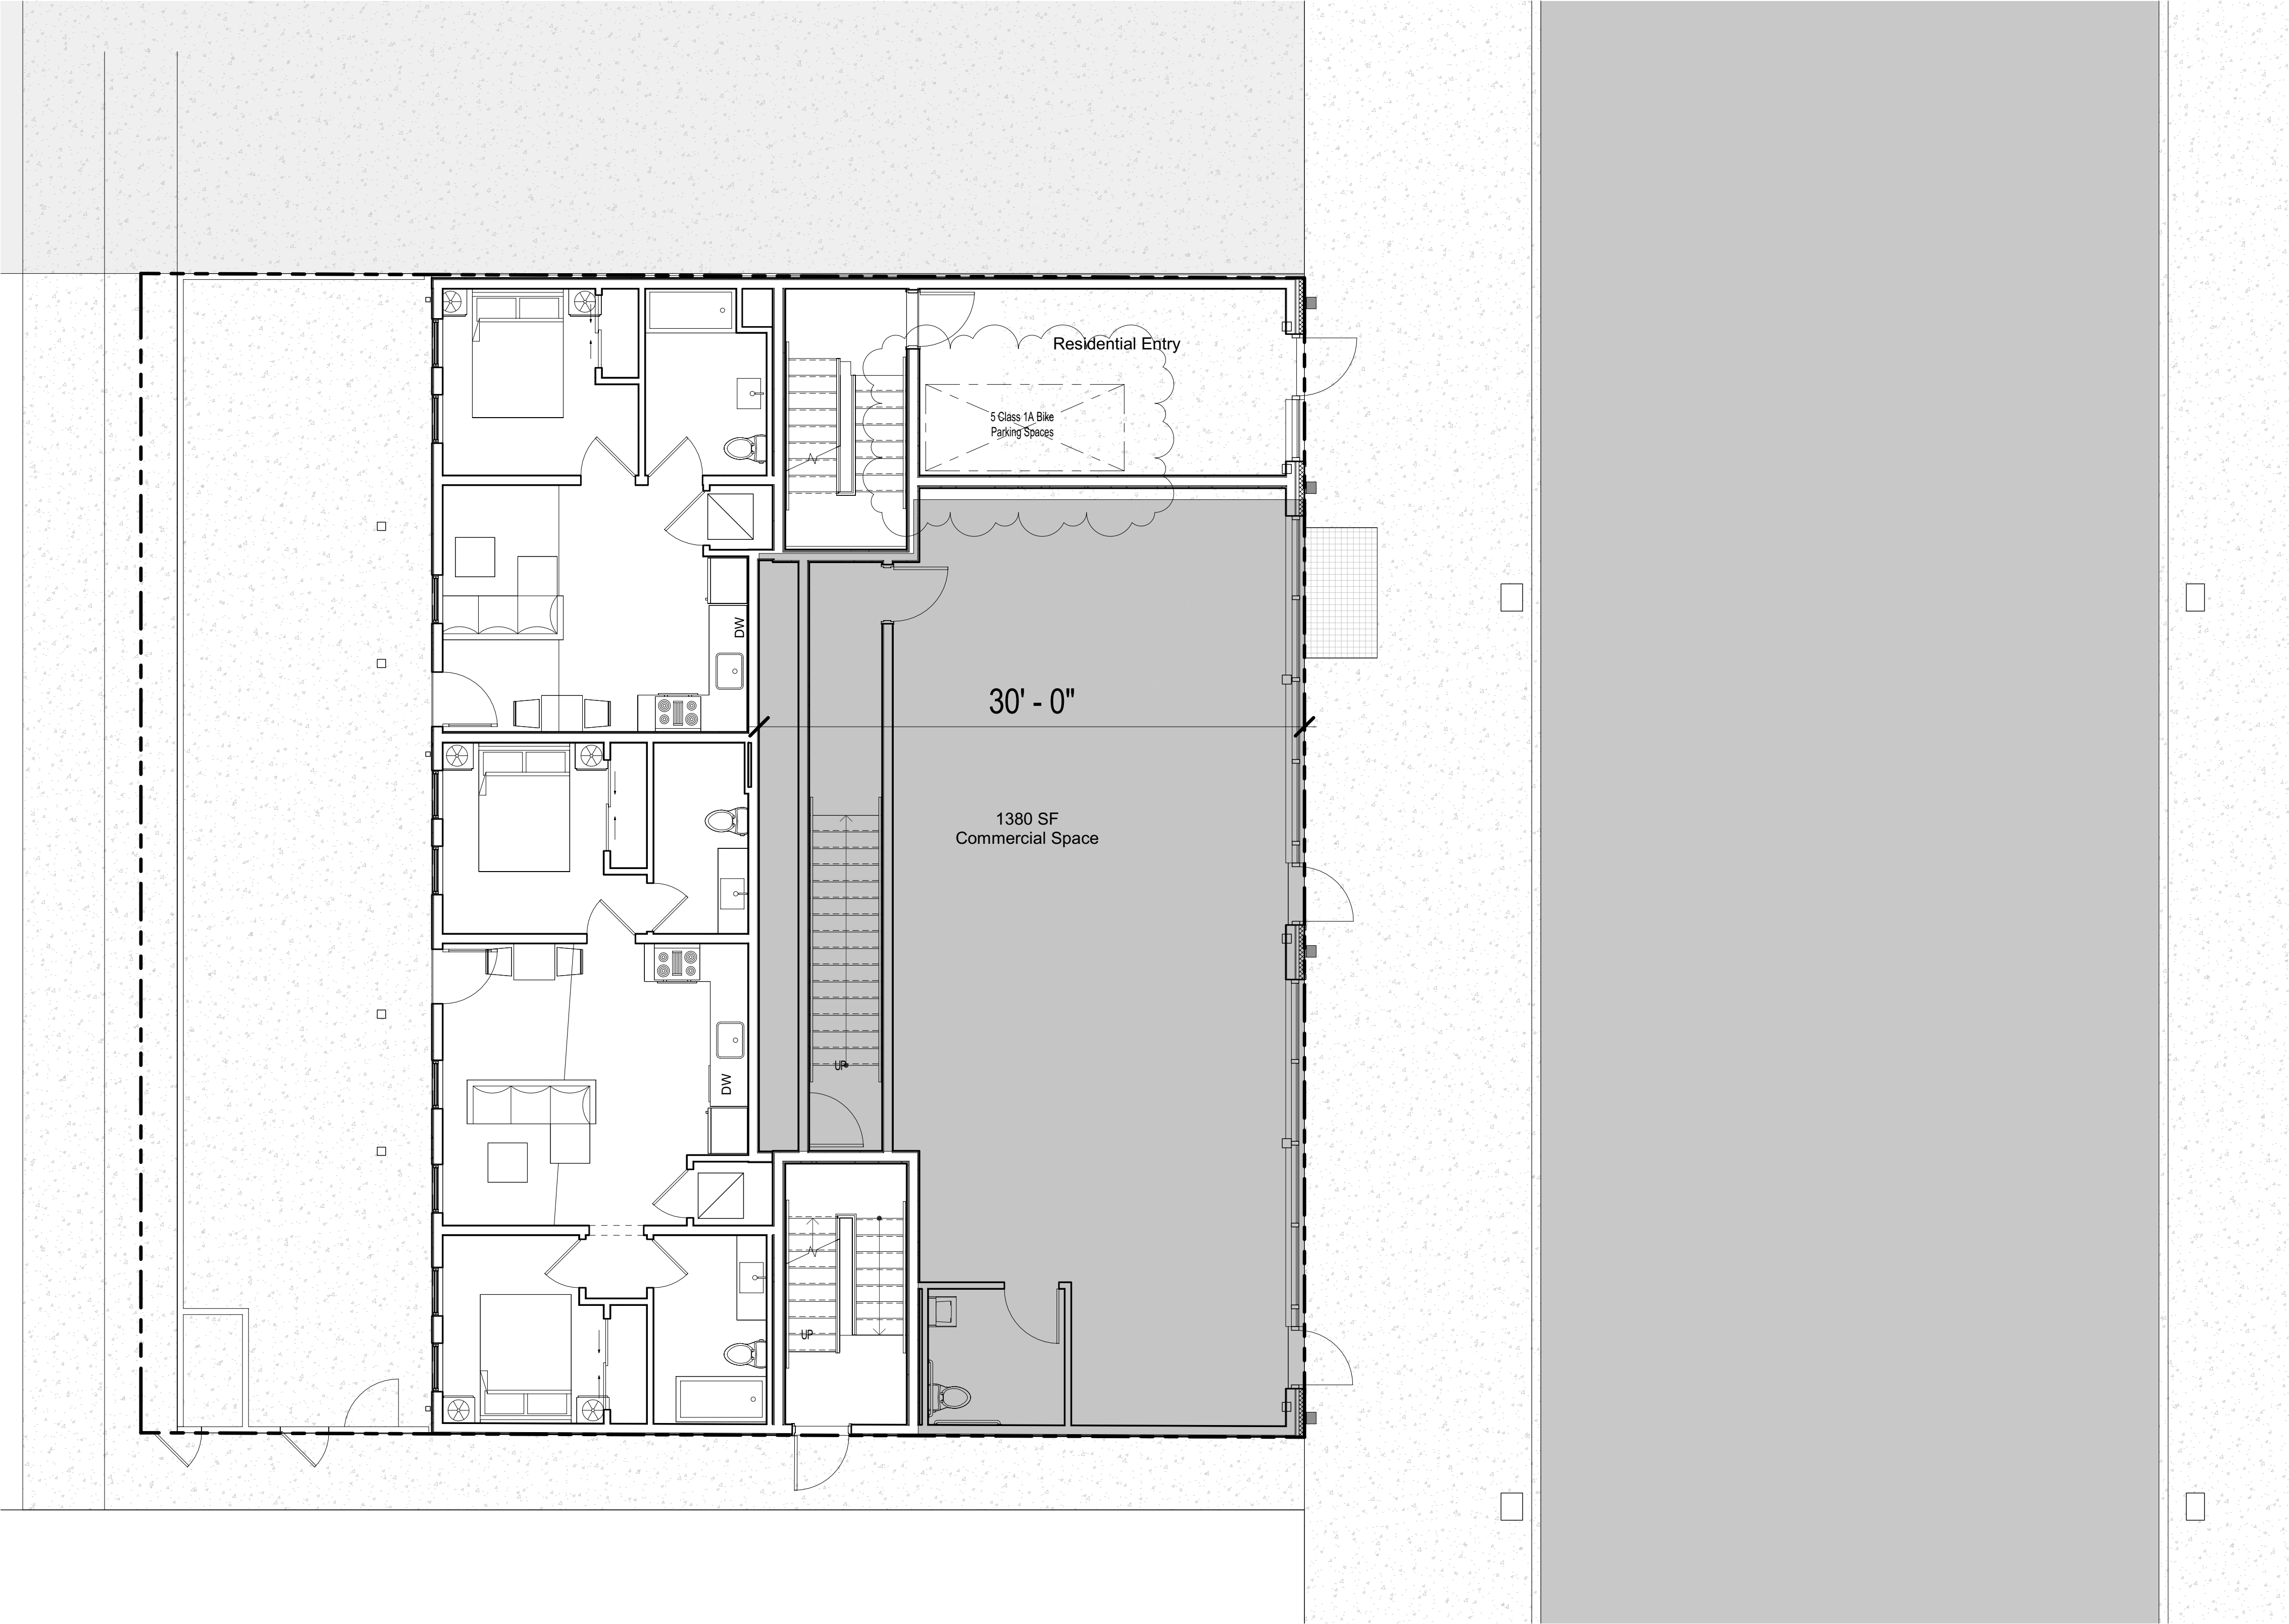 Residential Entry
5 Class 1A Bike
Parking Spaces
DW
30' - 0"
1380 SF
Commercial Space
UP
DW
UP